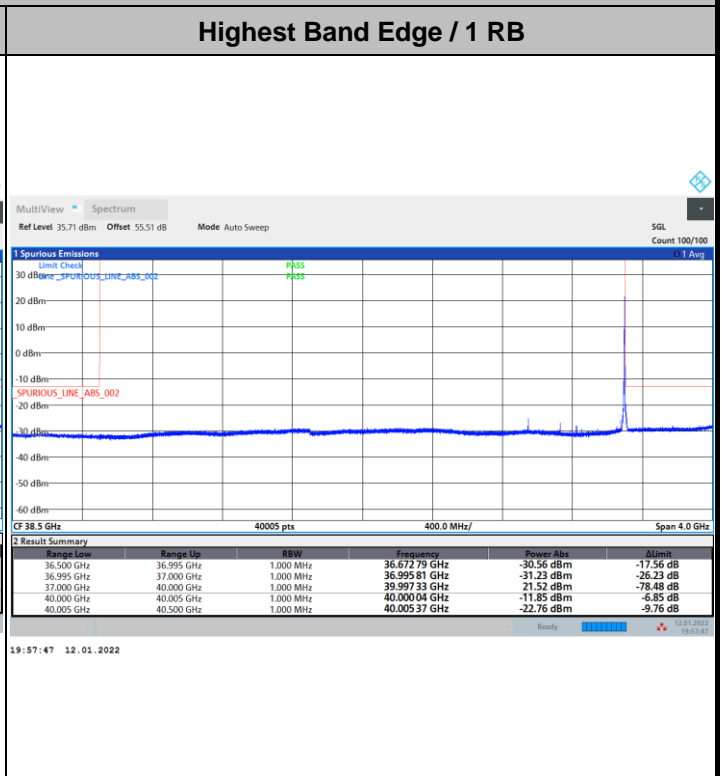 Highest Band Edge / 1 RB
MultiView Spectrum
Ref Level 35.71 dBm Offset 55.51 dB Mode Auto Sweep SGL
Count 100/100
1 Spurious Emissions 1 Avg
Limit Check PASS
30 dBm Line _SPURIOUS_LINE_ABS_002 PASS
20 dBm
10 dBm
0 dBm
-10 dBm
_SPURIOUS_LINE_ABS_002
-20 dBm
-30 dBm
-40 dBm
-50 dBm
-60 dBm
CF 38.5 GHz 40005 pts 400.0 MHz/ Span 4.0 GHz
2 Result Summary
Range Low Range Up RBW Frequency Power Abs ΔLimit
36.500 GHz 36.995 GHz 1.000 MHz 36.672 79 GHz -30.56 dBm -17.56 dB
36.995 GHz 37.000 GHz 1.000 MHz 36.995 81 GHz -31.23 dBm -26.23 dB
37.000 GHz 40.000 GHz 1.000 MHz 39.997 33 GHz 21.52 dBm -78.48 dB
40.000 GHz 40.005 GHz 1.000 MHz 40.000 04 GHz -11.85 dBm -6.85 dB
40.005 GHz 40.500 GHz 1.000 MHz 40.005 37 GHz -22.76 dBm -9.76 dB
Ready 12.01.2022
19:57:47
19:57:47 12.01.2022